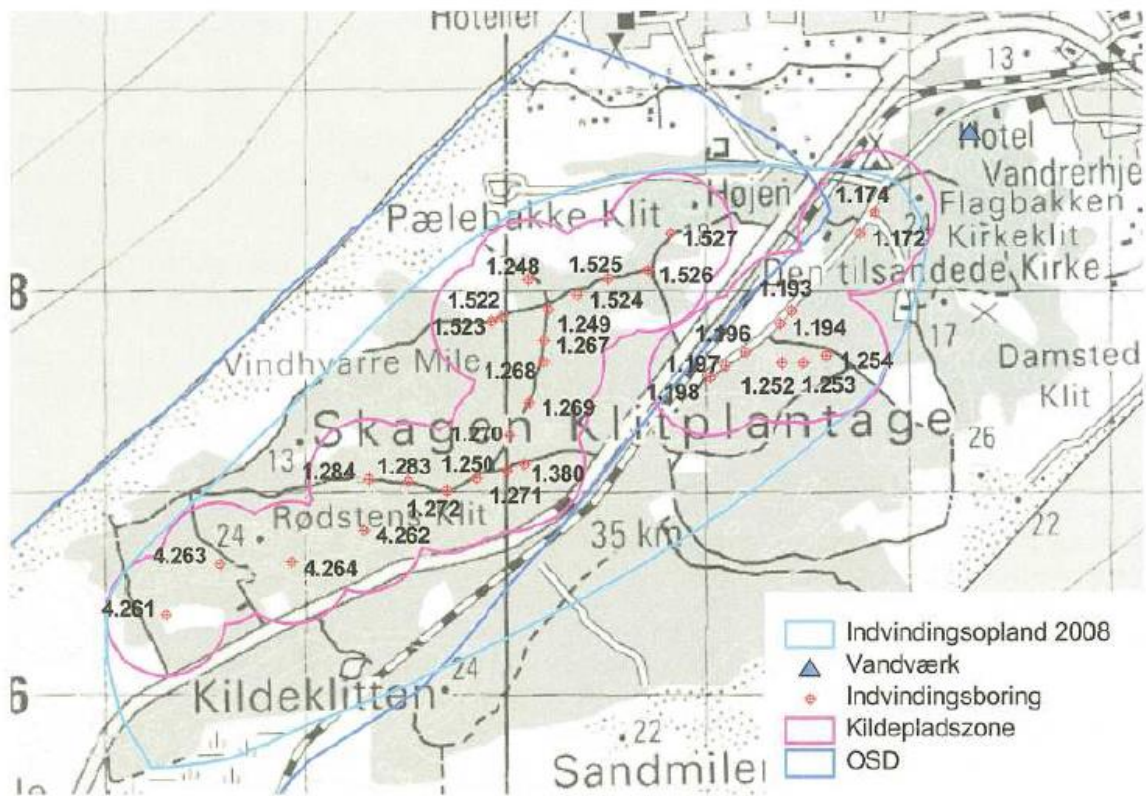 Hoteller
13
Hotel
Vandrerhje
1.174
Flagbakken
Højen
Pælebakke Klit
1.527
1.172
Kirkeklit
1.248
1.525
1.526
Den tilsandede Kirke
8
1.193
1.522
1.524
1.523
1.249
1.196
1.194
17
1.267
Vindhvarre Mile
1.268
1.197
1.254
Damsted
Klit
1.198
1.252
1.253
1.269
Skagen Klitplantage
1.270
26
13
1.284
1.283
1.250
1.380
1.271
1.272
Rødstens Klit
22
4.263
24
4.262
35 km
4.264
4.261
Indvindingsopland 2008
Vandværk
6
Kildeklitten
24
Indvindingsboring
Kildepladszone
22
OSD
Sandmiler